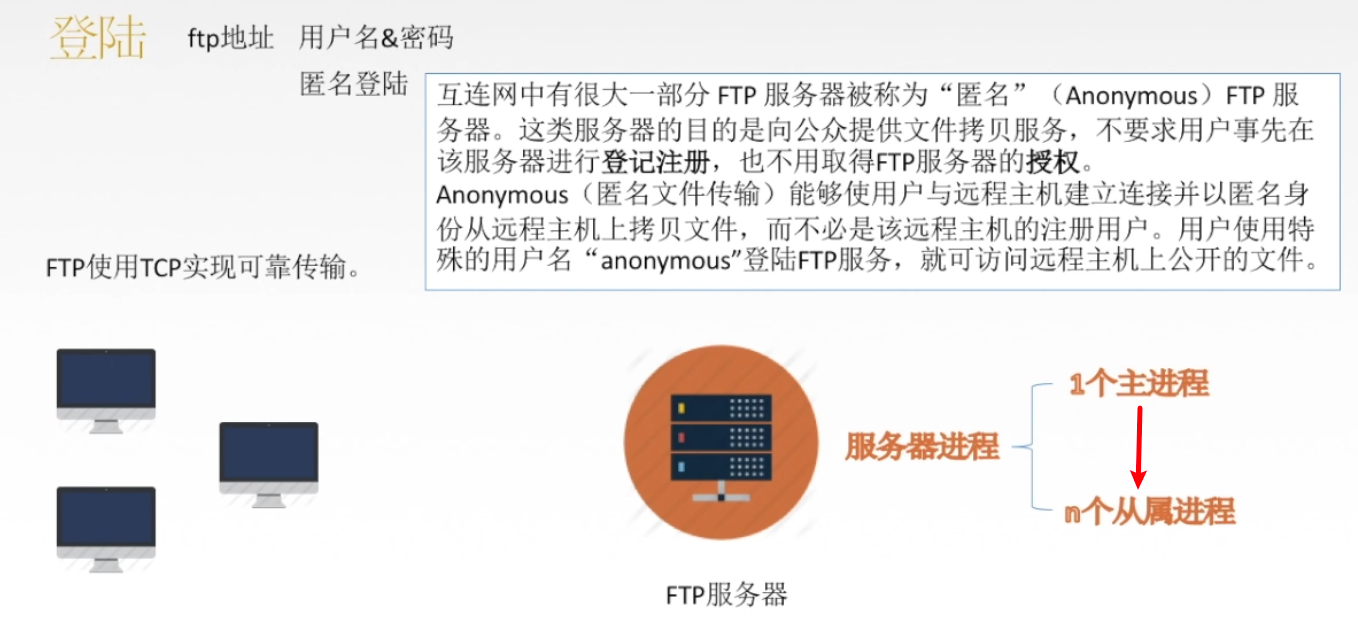 登陆 ftp地址 用户名&密码
匿名登陆
互连网中有很大一部分 FTP 服务器被称为“匿名”（Anonymous）FTP 服
务器。这类服务器的目的是向公众提供文件拷贝服务，不要求用户事先在
该服务器进行登记注册，也不用取得FTP服务器的授权。
Anonymous（匿名文件传输）能够使用户与远程主机建立连接并以匿名身
份从远程主机上拷贝文件，而不必是该远程主机的注册用户。用户使用特
殊的用户名“anonymous”登陆FTP服务，就可访问远程主机上公开的文件。
FTP使用TCP实现可靠传输。
1个主进程
服务器进程
n个从属进程
FTP服务器